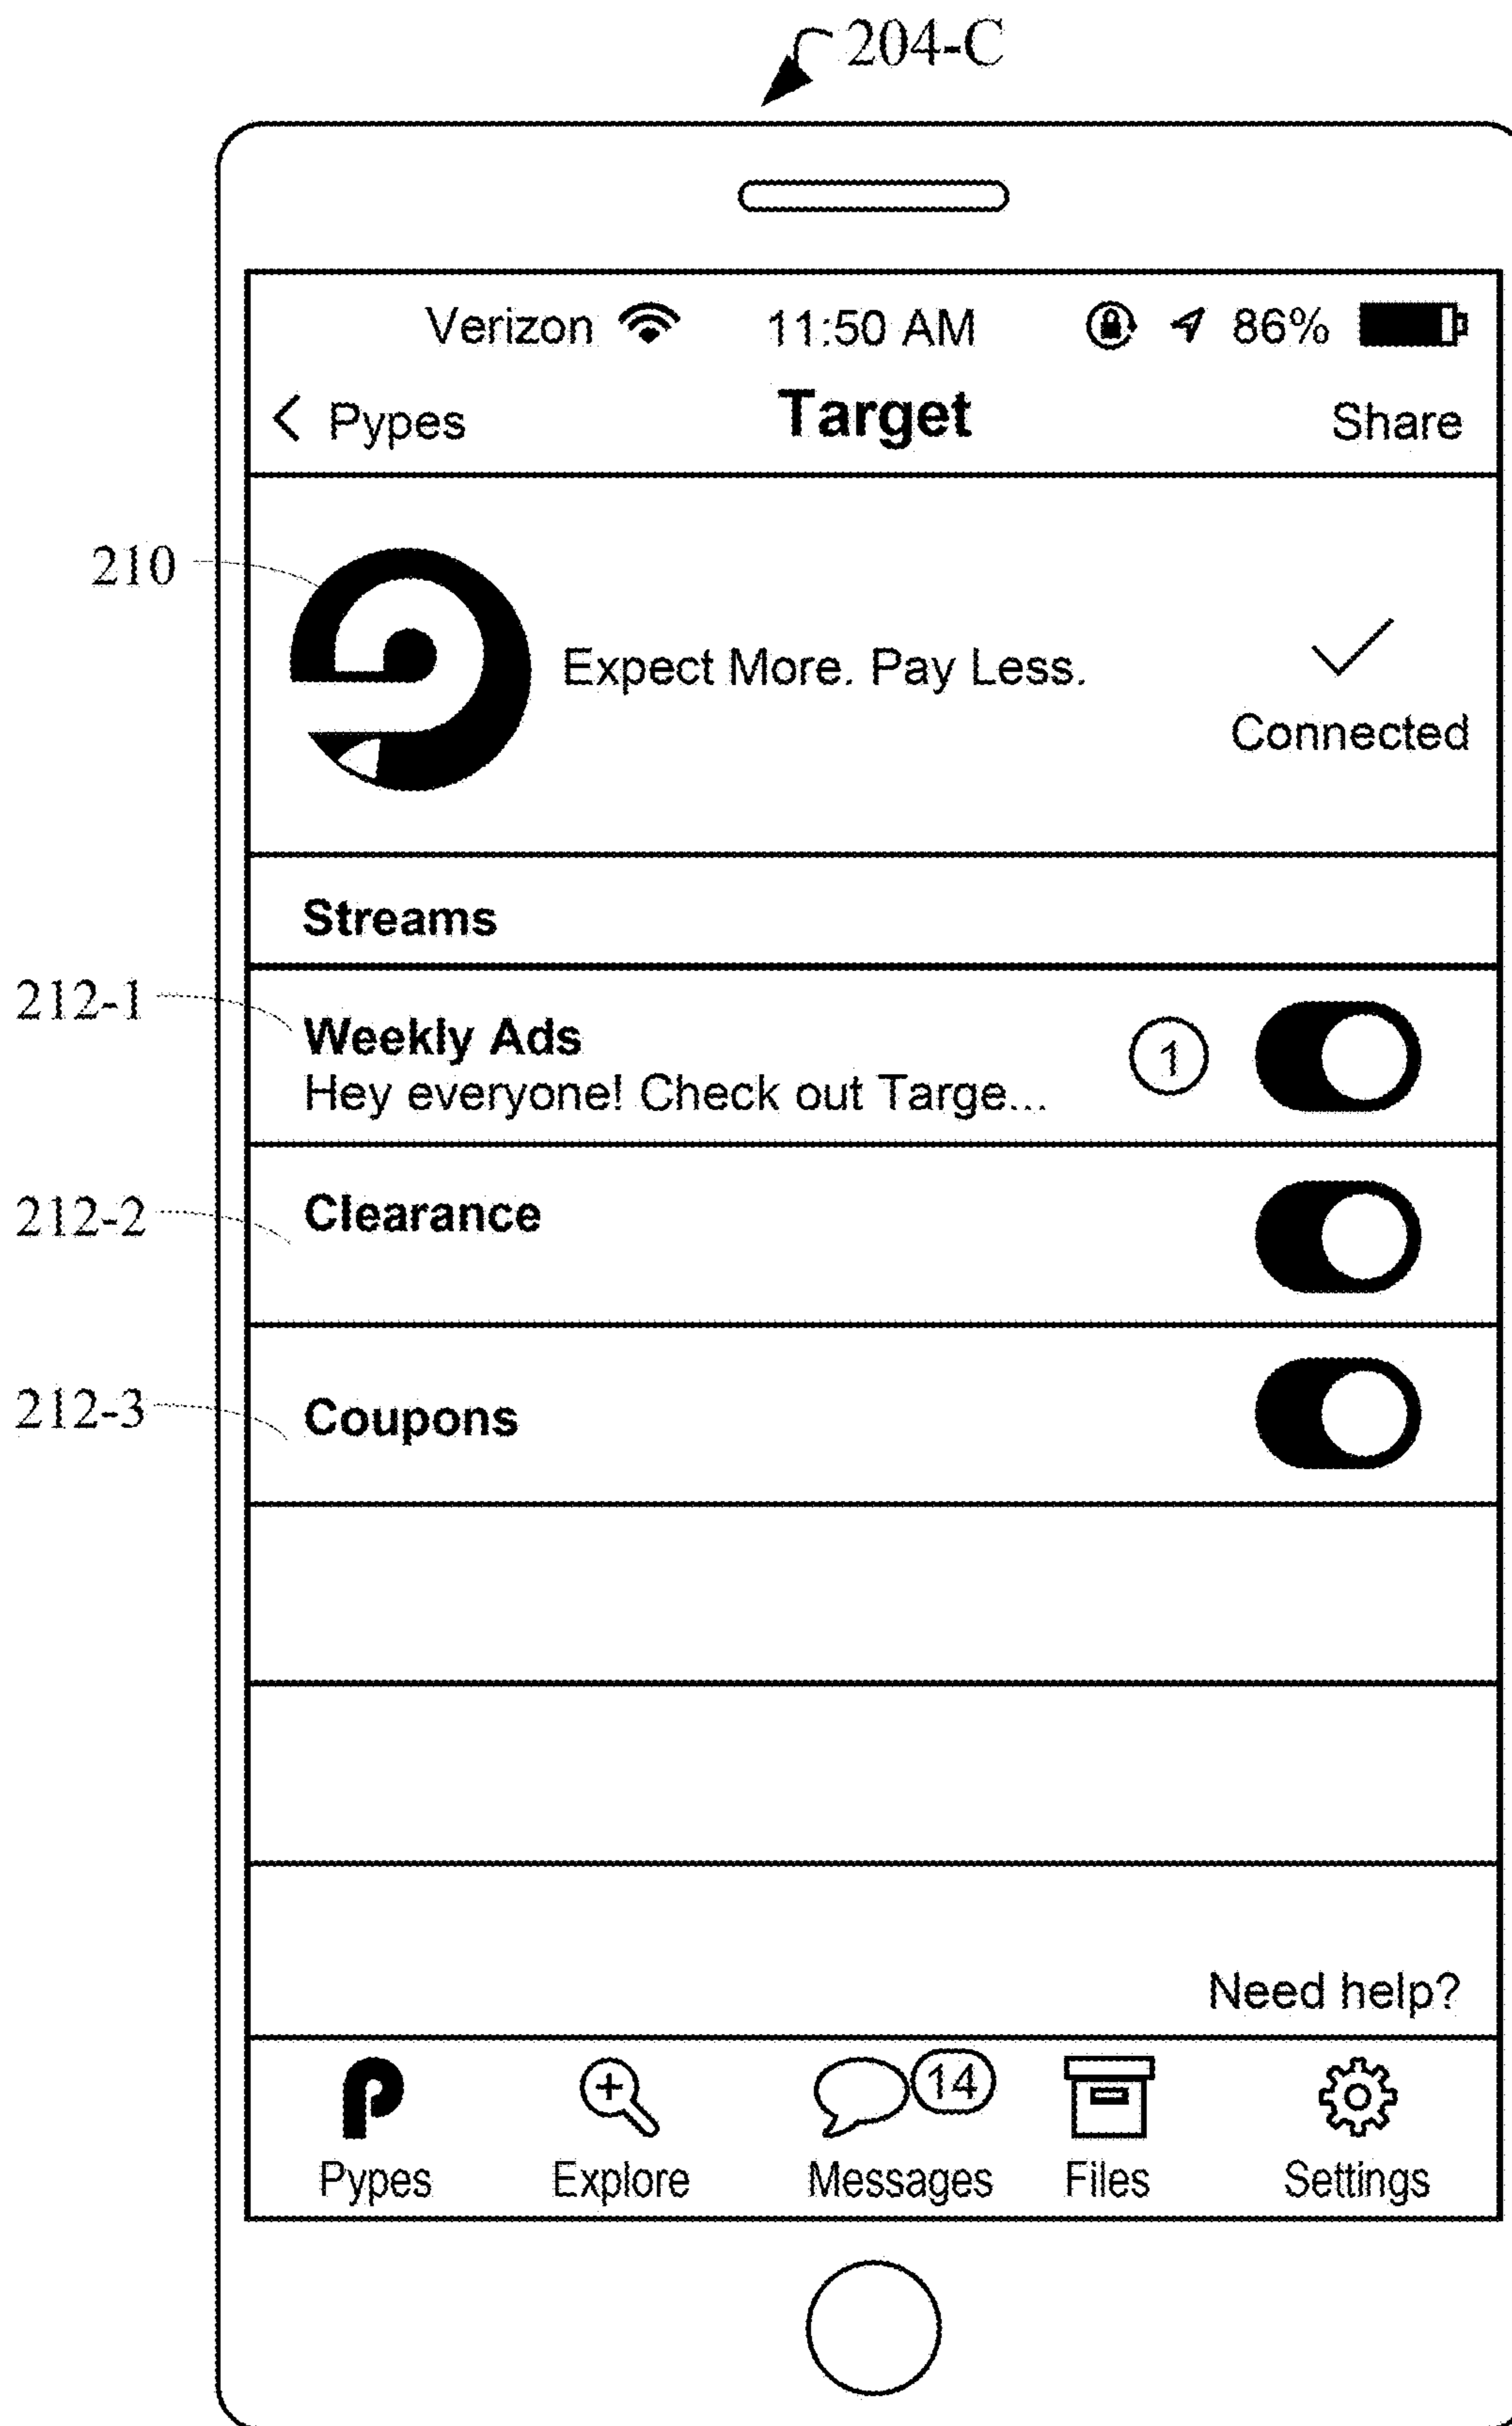 204-C
Verizon 11:50 AM 86%
< Pypes Target Share
210
Expect More. Pay Less.
Connected
Streams
212-1
Weekly Ads
Hey everyone! Check out Targe...
1
212-2
Clearance
212-3
Coupons
Need help?
14
Pypes Explore Messages Files Settings